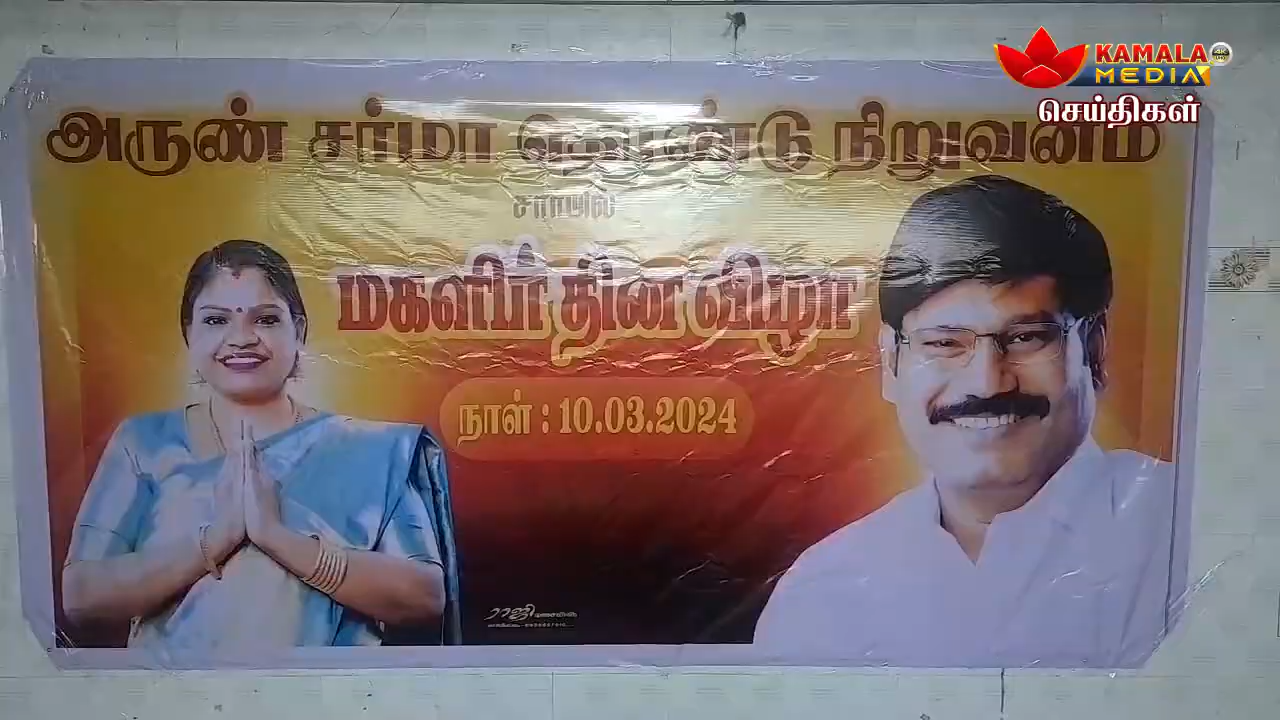 KAMALA
MEDIA
செய்திகள்
அருண் சர்மா தொண்டு நிறுவனம்
சார்பில்
மகளிர் தின விழா
நாள் : 10.03.2024
ராஜி